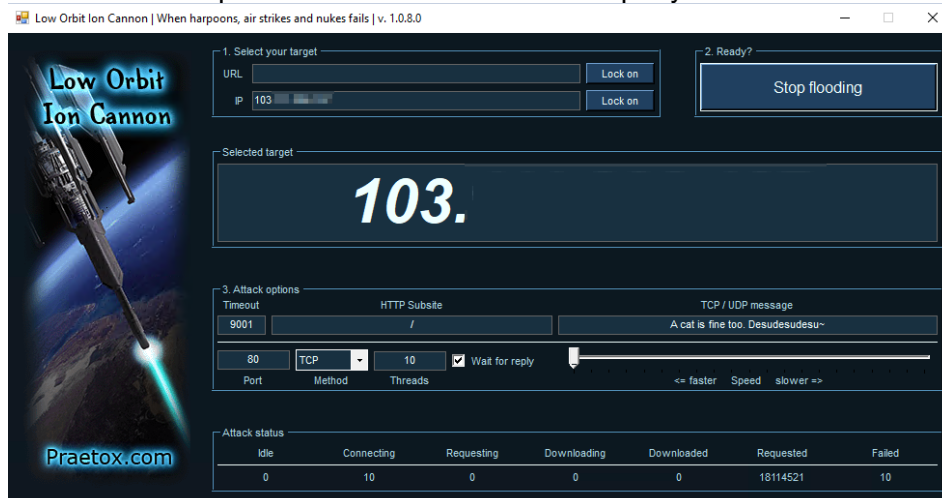 Low Orbit Ion Cannon | When harpoons, air strikes and nukes fails | v. 1.0.8.0
Low Orbit
Ion Cannon
Praetox.com
1. Select your target
URL
Lock on
IP 103
Lock on
2. Ready?
Stop flooding
Selected target
103.
3. Attack options
Timeout HTTP Subsite TCP / UDP message
9001 / A cat is fine too. Desudesudesu~
80 TCP 10 Wait for reply
Port Method Threads <= faster Speed slower =>
Attack status
Idle Connecting Requesting Downloading Downloaded Requested Failed
0 10 0 0 0 18114521 10